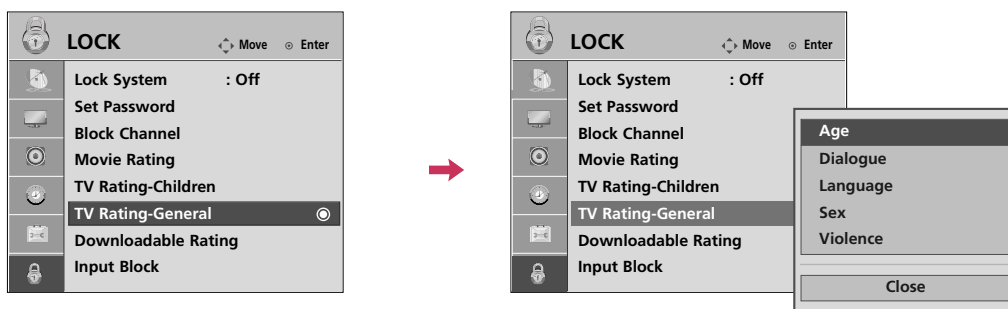 LOCK Move Enter
Lock System : Off
Set Password
Block Channel
Movie Rating
TV Rating-Children
TV Rating-General
Downloadable Rating
Input Block
LOCK Move Enter
Lock System : Off
Set Password
Block Channel
Movie Rating
TV Rating-Children
TV Rating-General
Downloadable Rating
Input Block
Age
Dialogue
Language
Sex
Violence
Close